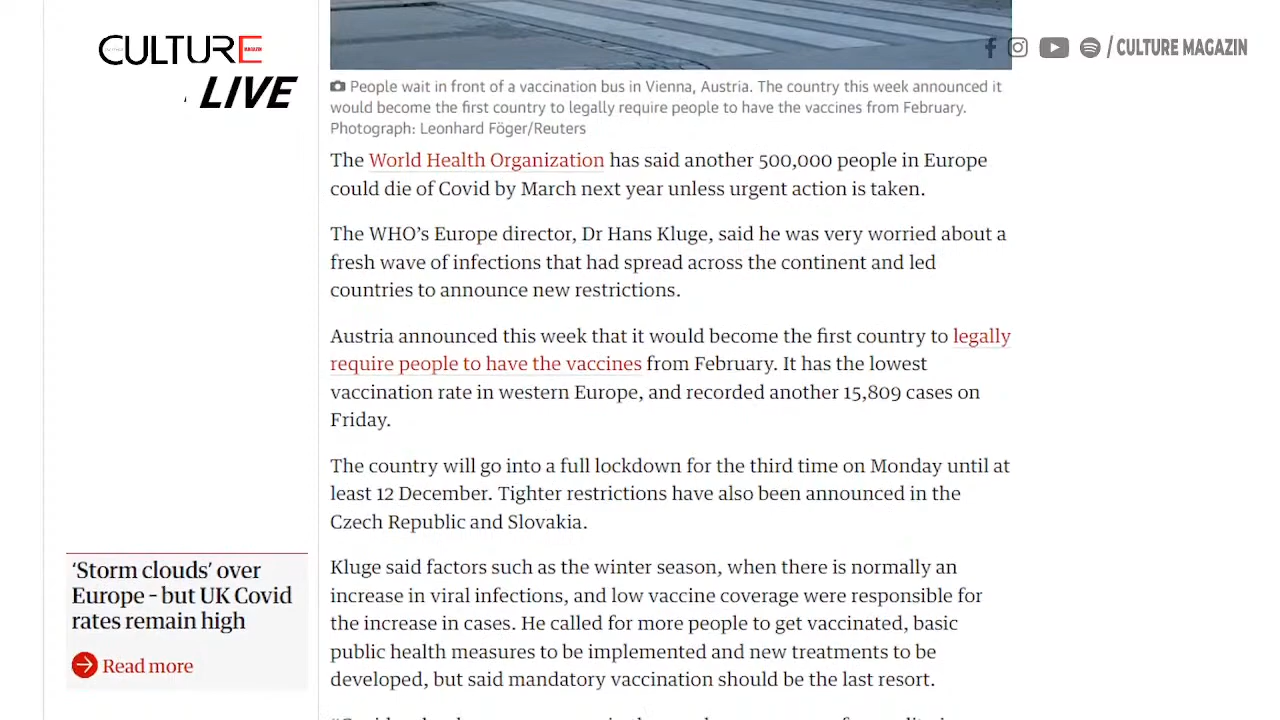 CULTURE
LIVE
/ CULTURE MAGAZIN
People wait in front of a vaccination bus in Vienna, Austria. The country this week announced it
would become the first country to legally require people to have the vaccines from February.
Photograph: Leonhard Föger/Reuters
The World Health Organization has said another 500,000 people in Europe
could die of Covid by March next year unless urgent action is taken.
The WHO’s Europe director, Dr Hans Kluge, said he was very worried about a
fresh wave of infections that had spread across the continent and led
countries to announce new restrictions.
Austria announced this week that it would become the first country to legally
require people to have the vaccines from February. It has the lowest
vaccination rate in western Europe, and recorded another 15,809 cases on
Friday.
The country will go into a full lockdown for the third time on Monday until at
least 12 December. Tighter restrictions have also been announced in the
Czech Republic and Slovakia.
Kluge said factors such as the winter season, when there is normally an
increase in viral infections, and low vaccine coverage were responsible for
the increase in cases. He called for more people to get vaccinated, basic
public health measures to be implemented and new treatments to be
developed, but said mandatory vaccination should be the last resort.
‘Storm clouds’ over
Europe – but UK Covid
rates remain high
Read more